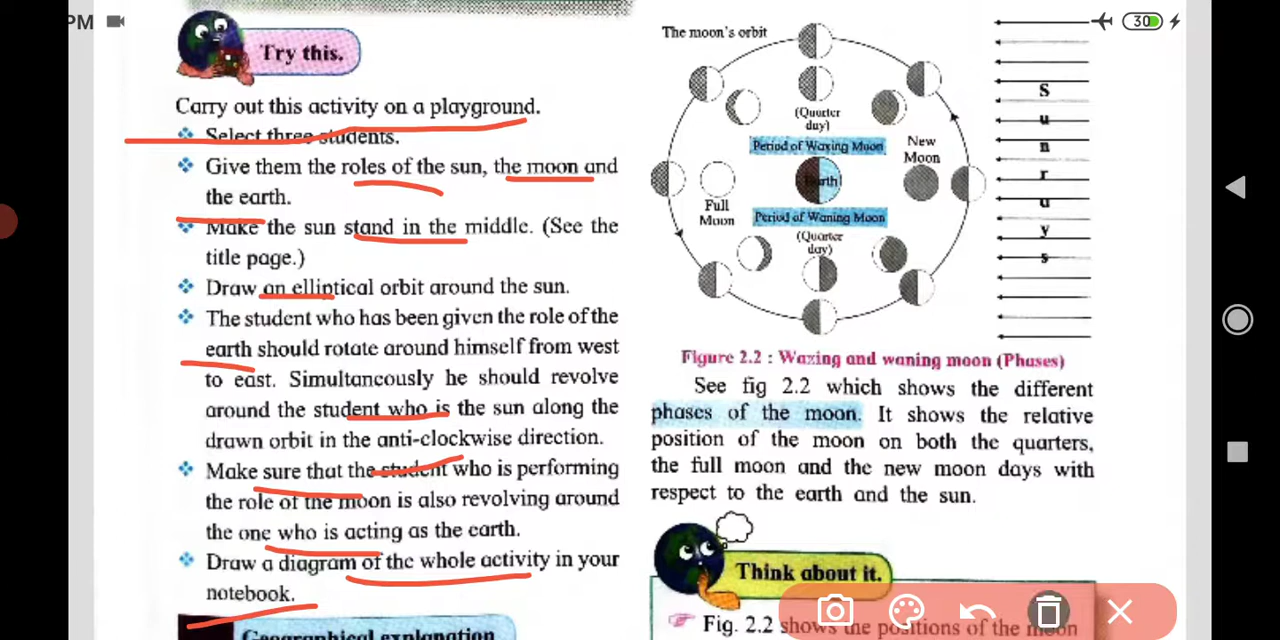 PM
30
Try this.
Carry out this activity on a playground.
❖ Select three students.
❖ Give them the roles of the sun, the moon and
the earth.
❖ Make the sun stand in the middle. (See the
title page.)
❖ Draw an elliptical orbit around the sun.
❖ The student who has been given the role of the
earth should rotate around himself from west
to east. Simultaneously he should revolve
around the student who is the sun along the
drawn orbit in the anti-clockwise direction.
❖ Make sure that the student who is performing
the role of the moon is also revolving around
the one who is acting as the earth.
❖ Draw a diagram of the whole activity in your
notebook.
Geographical explanation
The moon's orbit
(Quarter
day)
Period of Waxing Moon
New
Moon
Earth
Full
Moon
Period of Waning Moon
(Quarter
day)
S
u
n
r
a
y
s
Figure 2.2 : Waxing and waning moon (Phases)
See fig 2.2 which shows the different
phases of the moon. It shows the relative
position of the moon on both the quarters,
the full moon and the new moon days with
respect to the earth and the sun.
Think about it.
Fig. 2.2 shows the positions of the moon